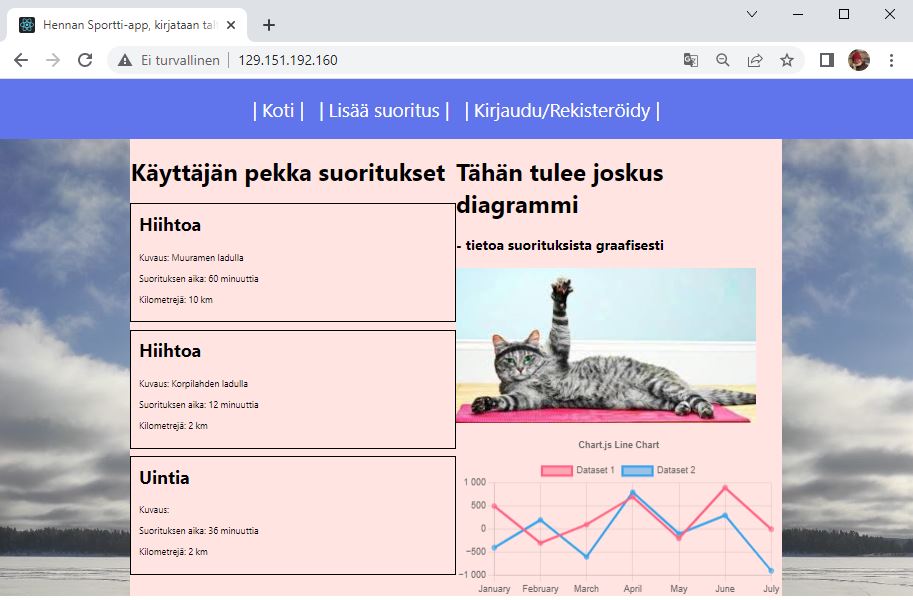 Hennan Sportti-app, kirjataan tal
Ei turvallinen
129.151.192.160
| Koti | | Lisää suoritus | | Kirjaudu/Rekisteröidy |
Käyttäjän pekka suoritukset
Hiihtoa
Kuvaus: Muuramen ladulla
Suorituksen aika: 60 minuuttia
Kilometrejä: 10 km
Hiihtoa
Kuvaus: Korpilahden ladulla
Suorituksen aika: 12 minuuttia
Kilometrejä: 2 km
Uintia
Kuvaus:
Suorituksen aika: 36 minuuttia
Kilometrejä: 2 km
Tähän tulee joskus
diagrammi
- tietoa suorituksista graafisesti
Chart.js Line Chart
Dataset 1 Dataset 2
1 000
500
0
−500
−1 000
January February March April May June July